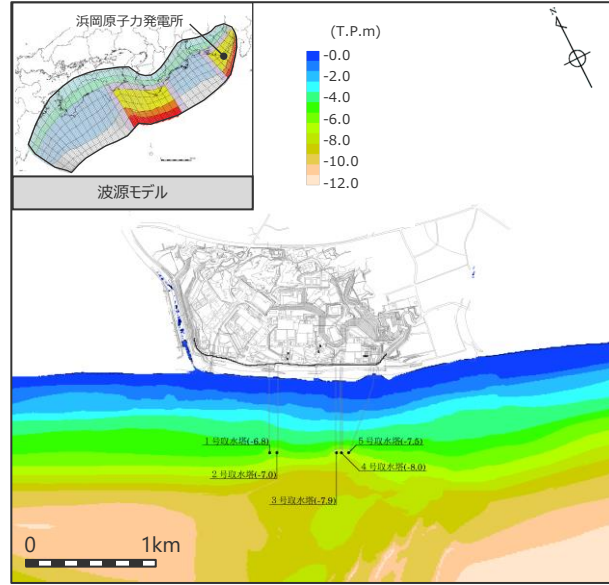 浜岡原子力発電所
波源モデル
(T.P.m)
-0.0
-2.0
-4.0
-6.0
-8.0
-10.0
-12.0
N
1号取水塔(-6.8)
5号取水塔(-7.5)
2号取水塔(-7.0)
4号取水塔(-8.0)
3号取水塔(-7.9)
0 1km